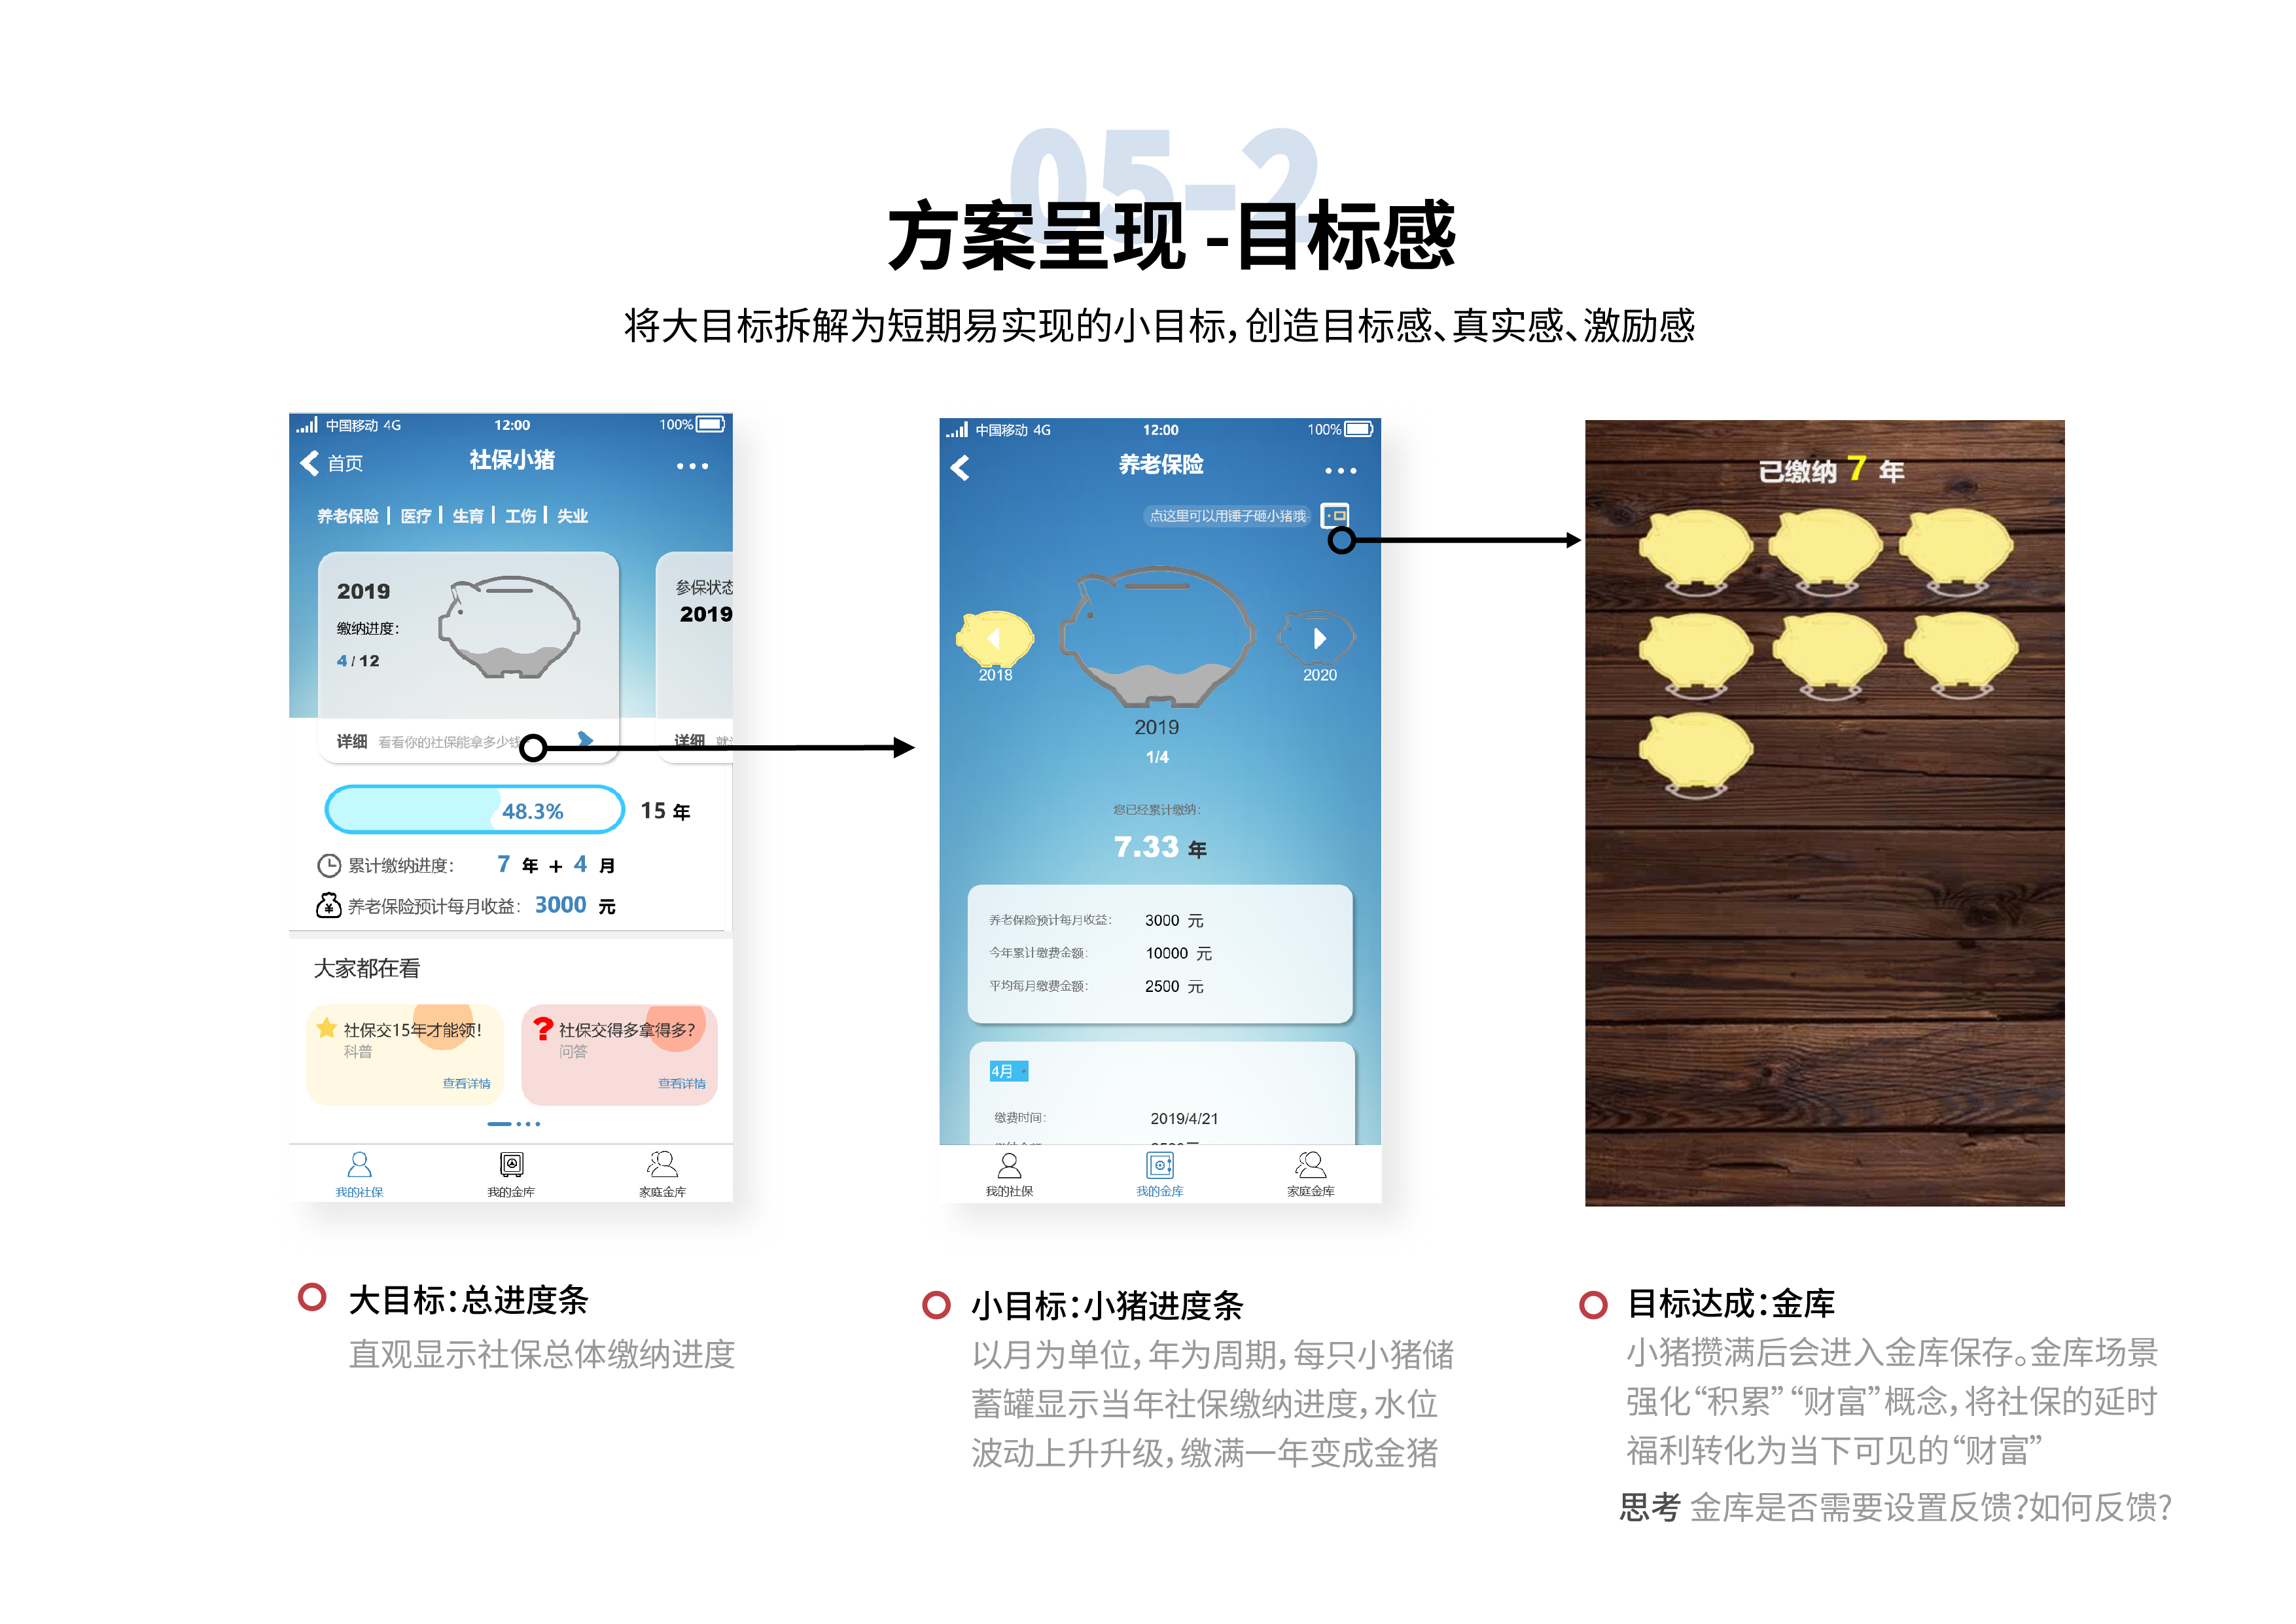 05-2
方案呈现 -目标感
将大目标拆解为短期易实现的小目标，创造目标感、真实感、激励感
中国移动 4G 12:00 100%
首页 社保小猪
养老保险 | 医疗 | 生育 | 工伤 | 失业
2019
缴纳进度：
4 / 12
参保状态
2019
详细 看看你的社保能拿多少钱
详细
48.3% 15 年
累计缴纳进度： 7 年 + 4 月
养老保险预计每月收益： 3000 元
大家都在看
社保交15年才能领！
科普
查看详情
社保交得多拿得多？
问答
查看详情
我的社保 我的金库 家庭金库
中国移动 4G 12:00 100%
养老保险
点这里可以用锤子砸小猪哦
2018
2020
2019
1/4
您已经累计缴纳：
7.33 年
养老保险预计每月收益： 3000 元
今年累计缴费金额： 10000 元
平均每月缴费金额： 2500 元
4月
缴费时间： 2019/4/21
我的社保 我的金库 家庭金库
已缴纳 7 年
大目标：总进度条
直观显示社保总体缴纳进度
小目标：小猪进度条
以月为单位，年为周期，每只小猪储
蓄罐显示当年社保缴纳进度，水位
波动上升升级，缴满一年变成金猪
目标达成：金库
小猪攒满后会进入金库保存。金库场景
强化“积累”“财富”概念，将社保的延时
福利转化为当下可见的“财富”
思考 金库是否需要设置反馈？如何反馈？